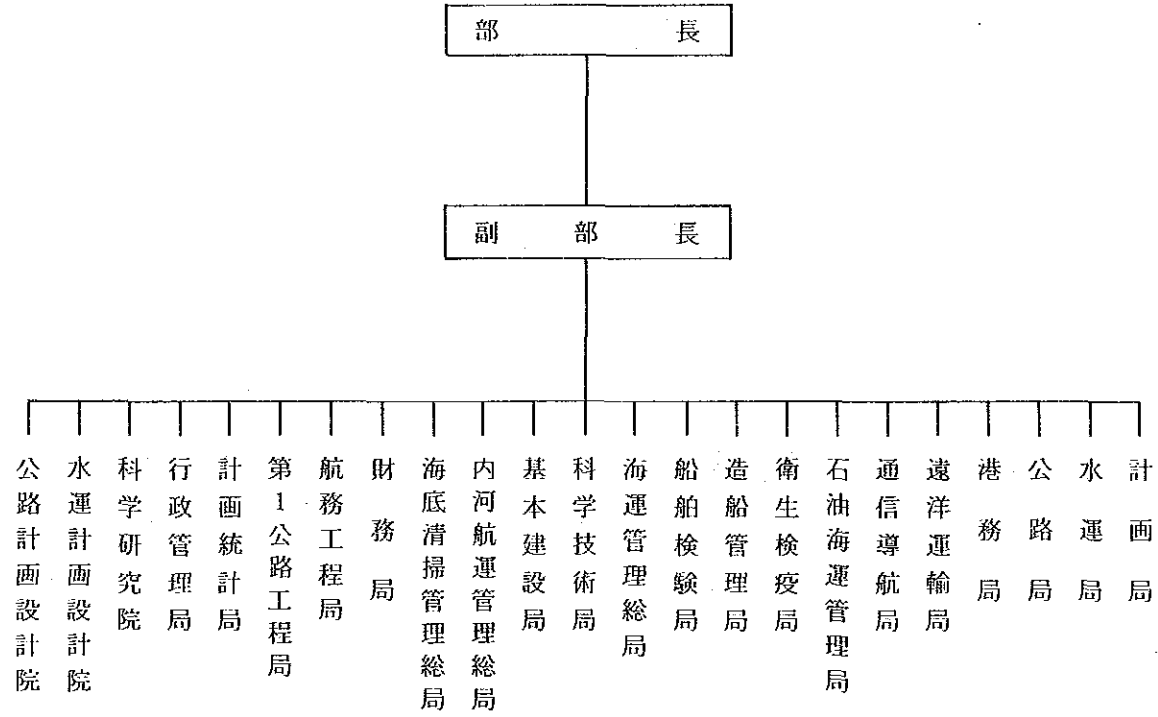 部長
副部長
計画局
水運局
公路局
港務局
遠洋運輸局
通信導航局
石油海運管理局
衛生検疫局
造船管理局
船舶検験局
海運管理総局
科学技術局
基本建設局
内河航運管理総局
海底清掃管理総局
財務局
航務工程局
第1公路工程局
計画統計局
行政管理局
科学研究院
水運計画設計院
公路計画設計院